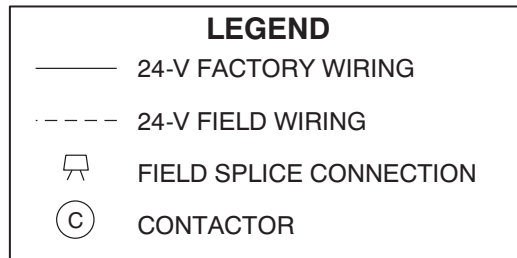 LEGEND
24-V FACTORY WIRING
24-V FIELD WIRING
FIELD SPLICE CONNECTION
C CONTACTOR